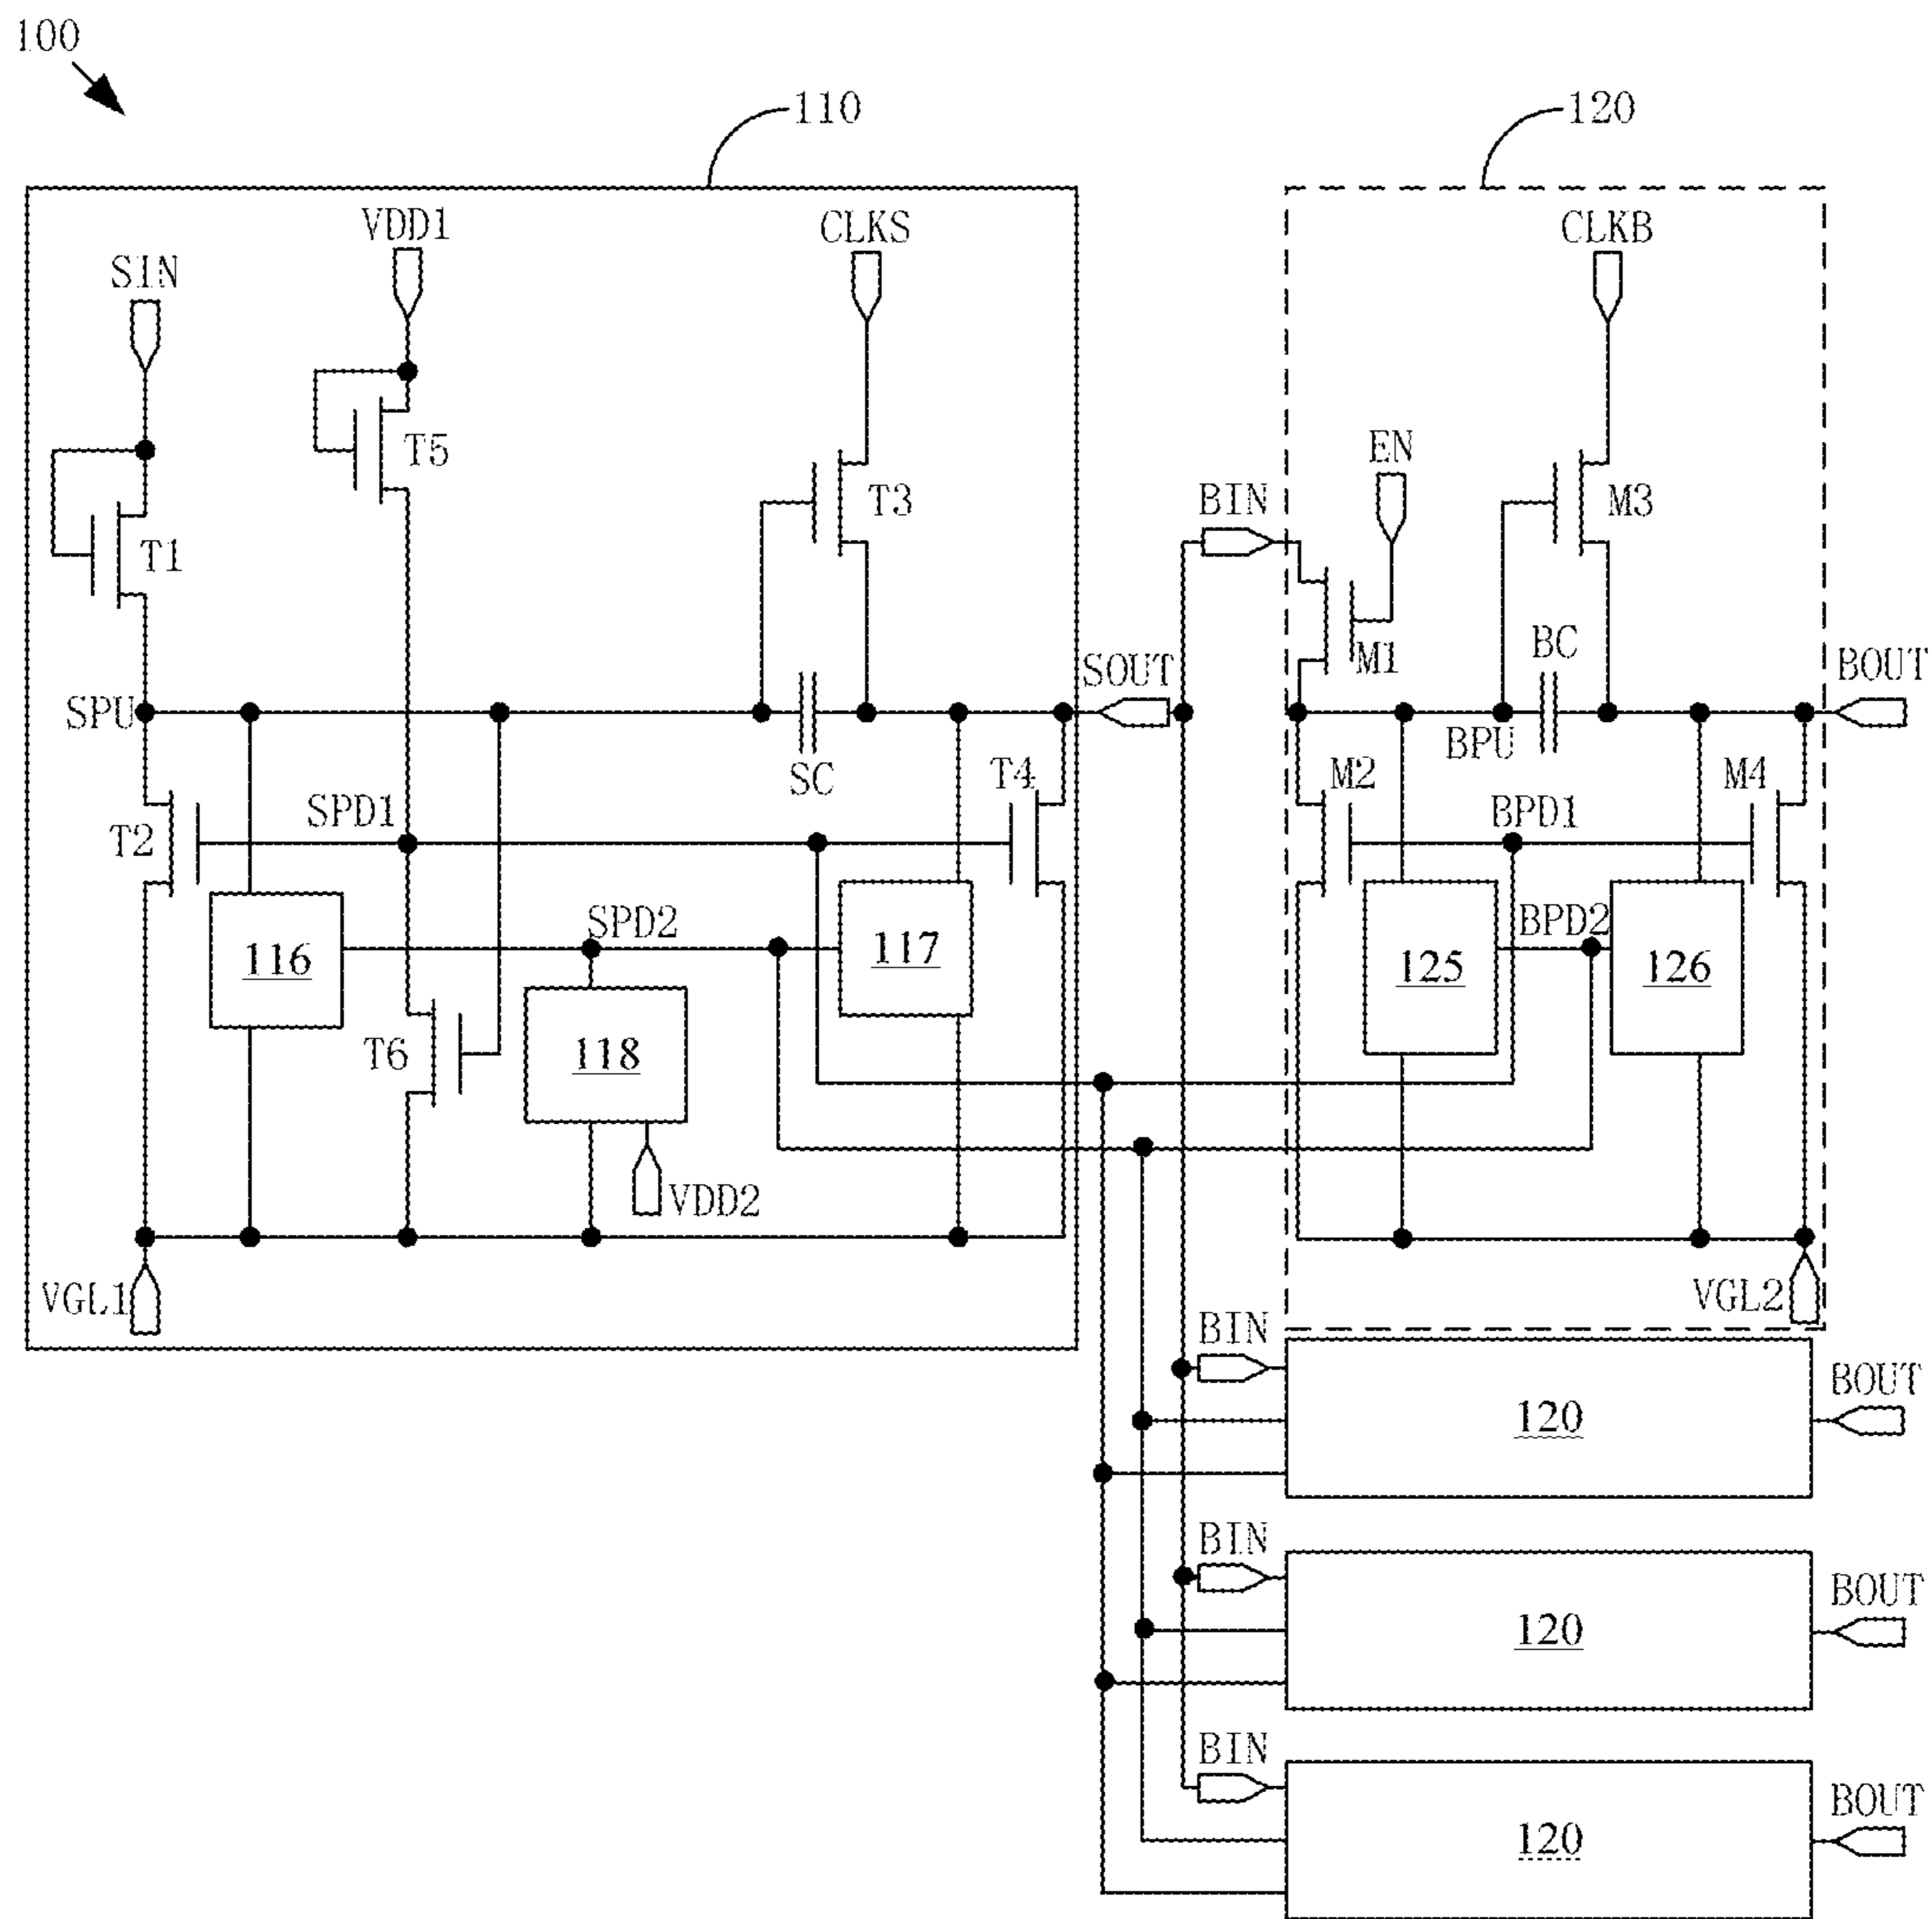 100
110
120
VDD1
CLKS
CLKB
SIN
T5
EN
T3
BIN
M3
T1
SOUT
M1
BC
BOUT
SPU
BPU
SC
T4
M2
M4
T2
SPD1
BPD1
SPD2
BPD2
116
117
125
126
T6
118
VDD2
VGL1
VGL2
BIN
120
BOUT
BIN
120
BOUT
BIN
120
BOUT